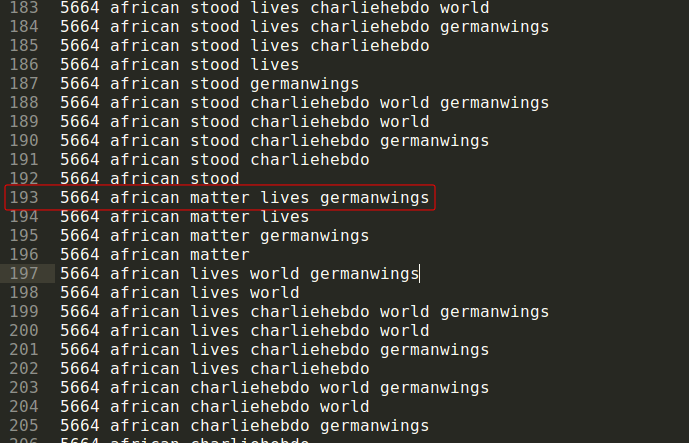 183 5664 african stood lives charliehebdo world
184 5664 african stood lives charliehebdo germanwings
185 5664 african stood lives charliehebdo
186 5664 african stood lives
187 5664 african stood germanwings
188 5664 african stood charliehebdo world germanwings
189 5664 african stood charliehebdo world
190 5664 african stood charliehebdo germanwings
191 5664 african stood charliehebdo
192 5664 african stood
193 5664 african matter lives germanwings
194 5664 african matter lives
195 5664 african matter germanwings
196 5664 african matter
197 5664 african lives world germanwings
198 5664 african lives world
199 5664 african lives charliehebdo world germanwings
200 5664 african lives charliehebdo world
201 5664 african lives charliehebdo germanwings
202 5664 african lives charliehebdo
203 5664 african charliehebdo world germanwings
204 5664 african charliehebdo world
205 5664 african charliehebdo germanwings
206 5664 african charliehebdo